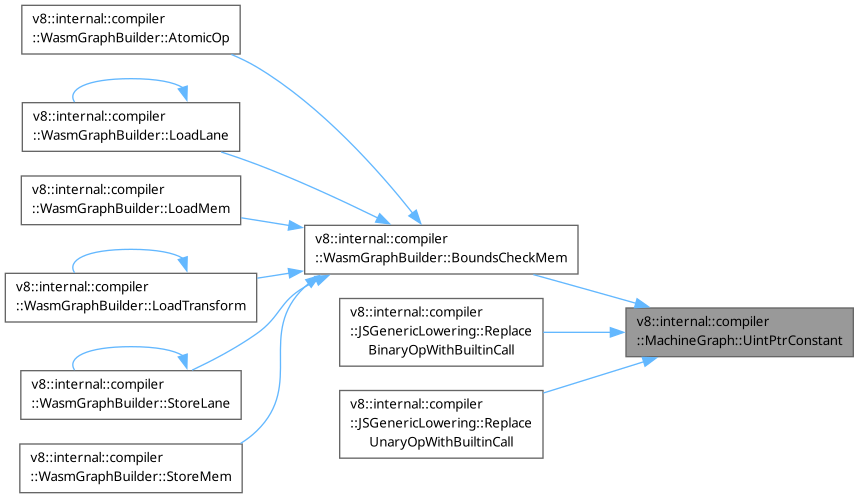 v8::internal::compiler
::WasmGraphBuilder::AtomicOp
v8::internal::compiler
::WasmGraphBuilder::LoadLane
v8::internal::compiler
::WasmGraphBuilder::LoadMem
v8::internal::compiler
::WasmGraphBuilder::LoadTransform
v8::internal::compiler
::WasmGraphBuilder::StoreLane
v8::internal::compiler
::WasmGraphBuilder::StoreMem
v8::internal::compiler
::WasmGraphBuilder::BoundsCheckMem
v8::internal::compiler
::JSGenericLowering::Replace
BinaryOpWithBuiltinCall
v8::internal::compiler
::JSGenericLowering::Replace
UnaryOpWithBuiltinCall
v8::internal::compiler
::MachineGraph::UintPtrConstant